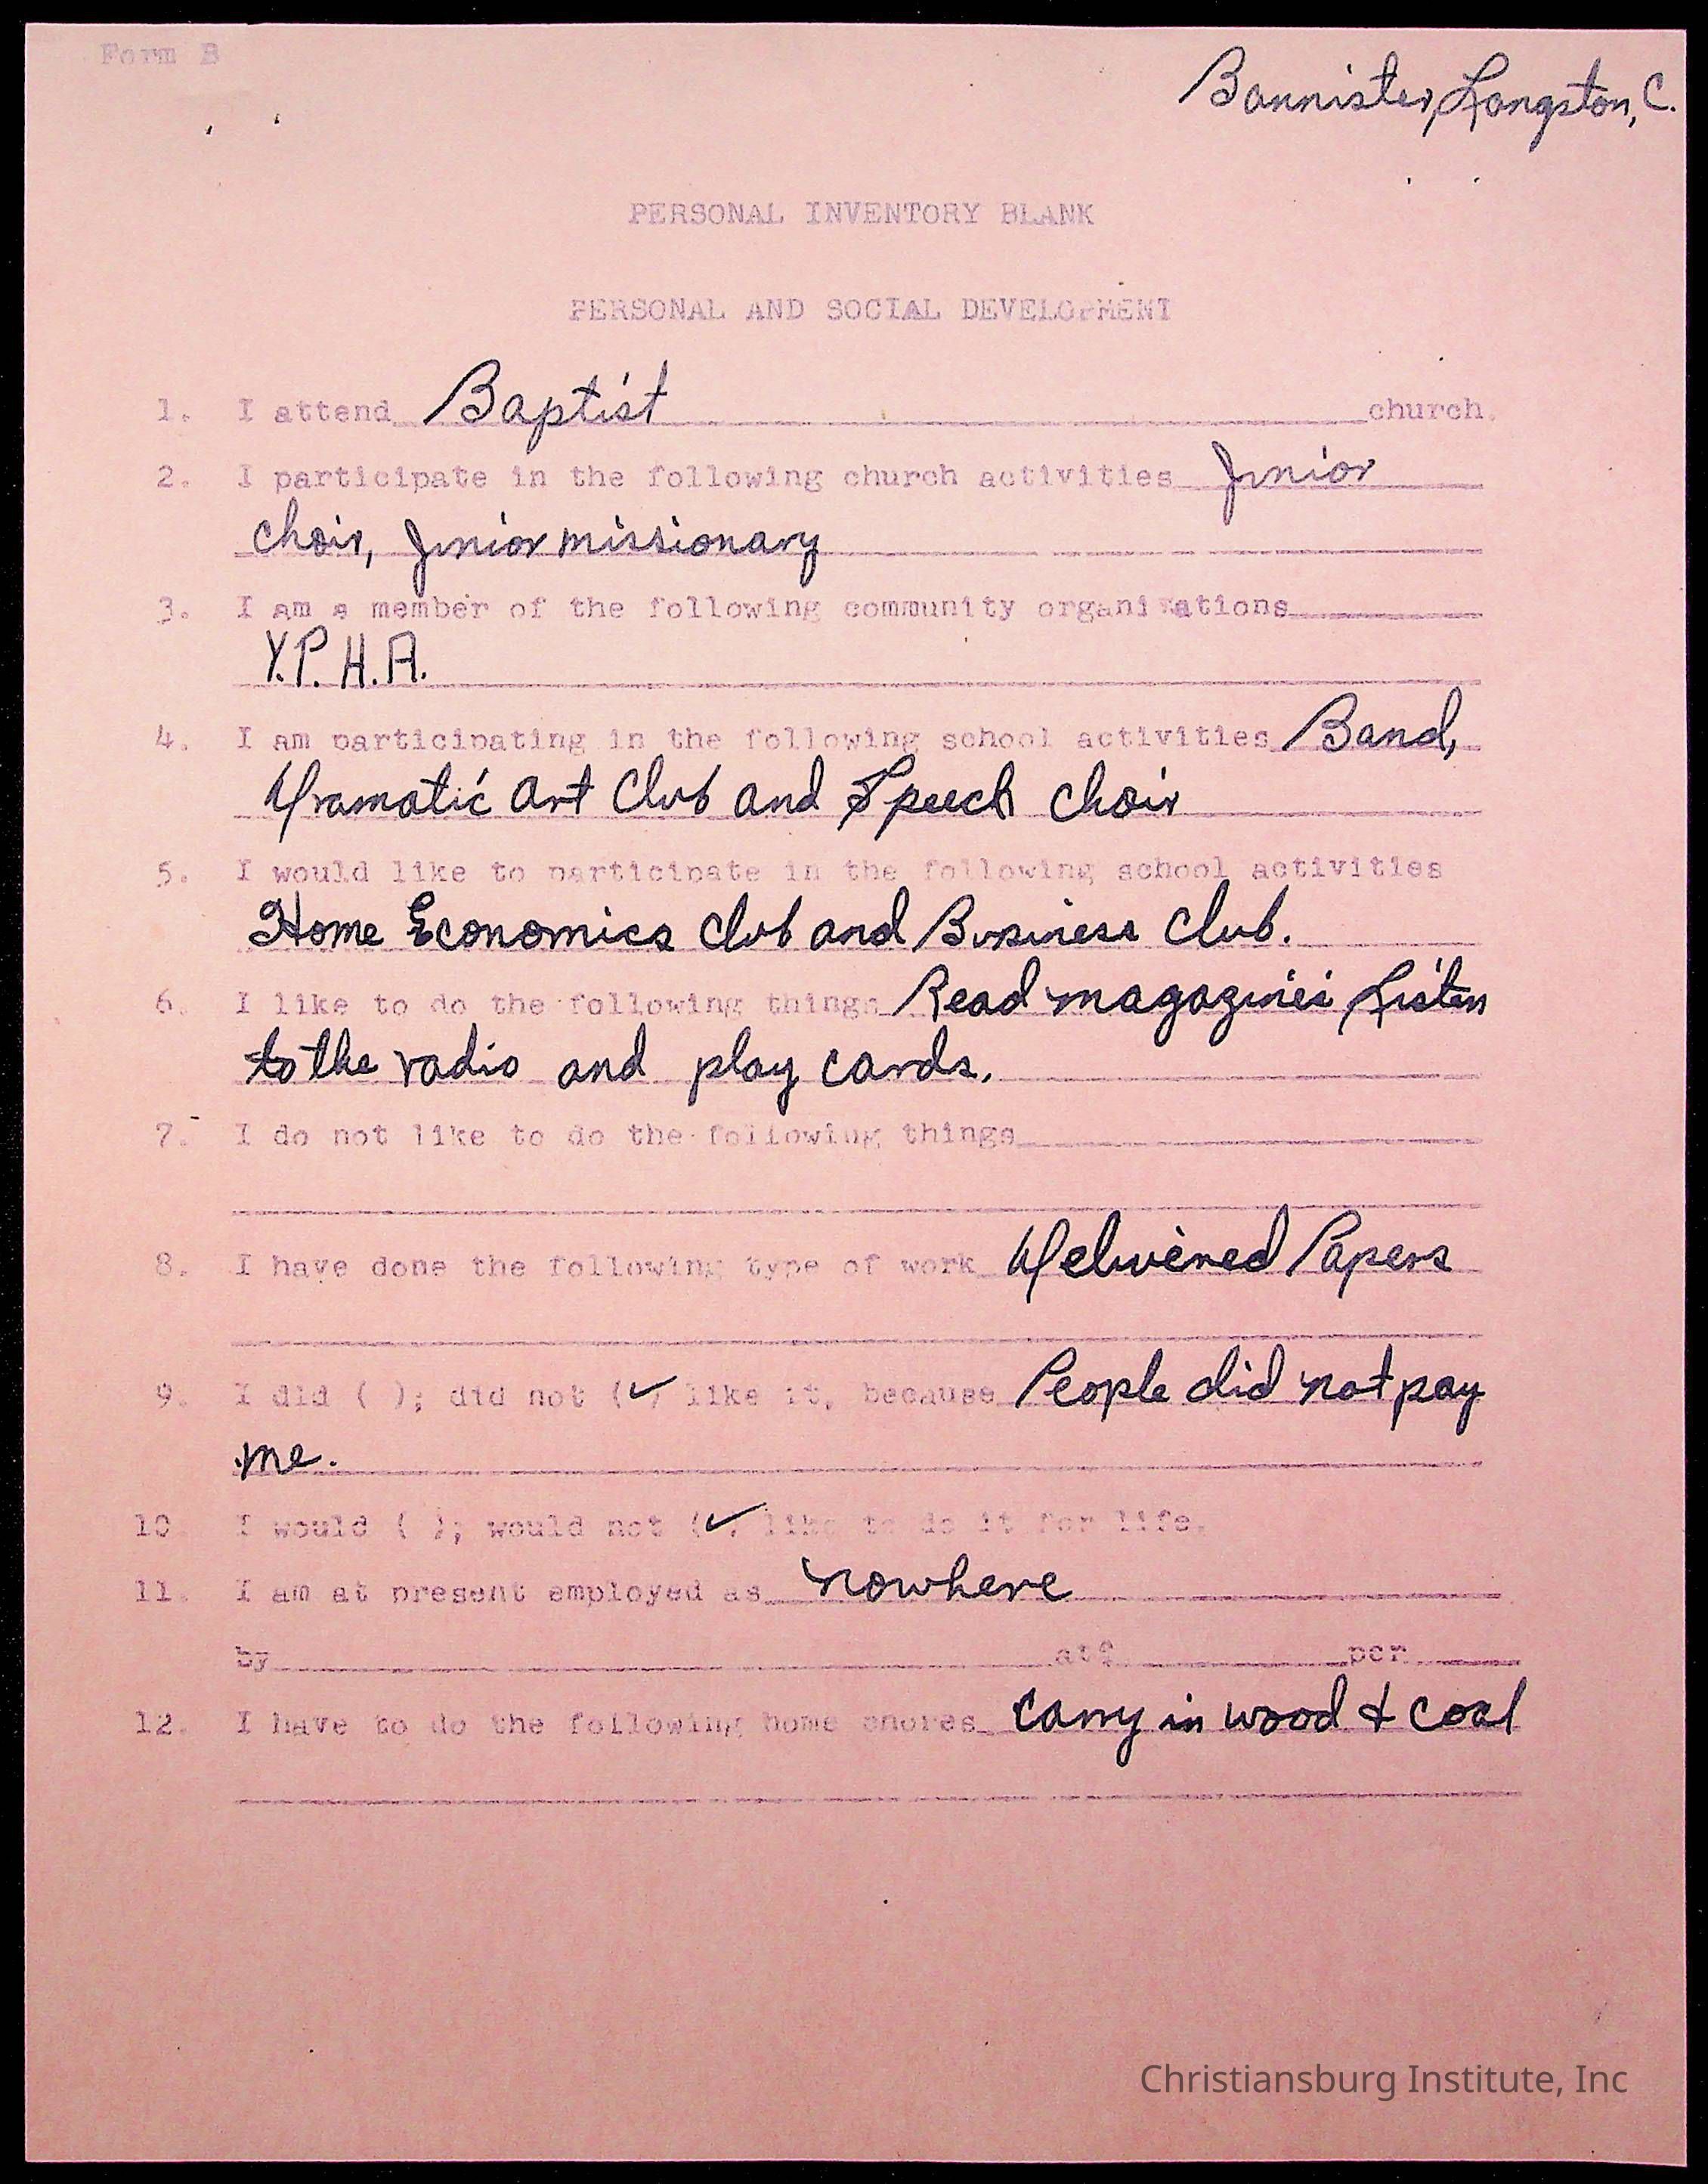 Form B
Bannister, Langston, C.
PERSONAL INVENTORY BLANK
PERSONAL AND SOCIAL DEVELOPMENT
1. I attend Baptist church.
2. I participate in the following church activities Junior
choir, Junior missionary
3. I am a member of the following community organizations
Y.P.H.A.
4. I am participating in the following school activities Band,
Dramatic Art Club and Speech choir
5. I would like to participate in the following school activities
Home Economics Club and Business Club.
6. I like to do the following things Read magazines Listen
to the radio and play cards.
7. I do not like to do the following things
8. I have done the following type of work Delivered Papers
9. I did ( ); did not (✓) like it, because People did not pay
me.
10. I would ( ); would not (✓) like to do it for life.
11. I am at present employed as nowhere
by at $ per
12. I have to do the following home chores carry in wood & coal
Christiansburg Institute, Inc